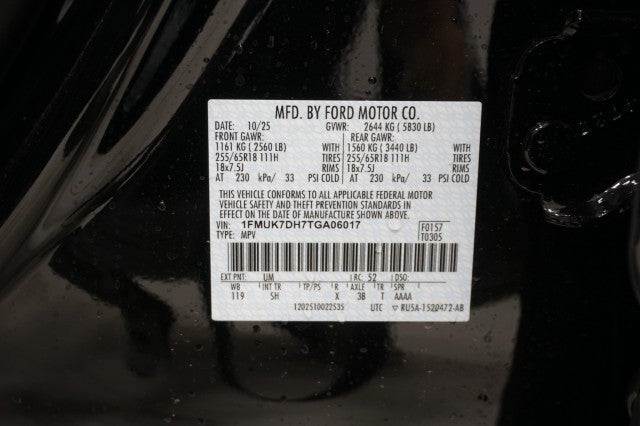 MFD. BY FORD MOTOR CO.
DATE: 10/25 GVWR: 2644 KG ( 5830 LB)
FRONT GAWR: REAR GAWR:
1161 KG ( 2560 LB) WITH 1560 KG ( 3440 LB) WITH
255/65R18 111H TIRES 255/65R18 111H TIRES
18x7.5J RIMS 18x7.5J RIMS
AT 230 kPa/ 33 PSI COLD AT 230 kPa/ 33 PSI COLD
THIS VEHICLE CONFORMS TO ALL APPLICABLE FEDERAL MOTOR
VEHICLE SAFETY AND THEFT PREVENTION STANDARDS IN
EFFECT ON THE DATE OF MANUFACTURE SHOWN ABOVE.
VIN: 1FMUK7DH7TGA06017 F0157
TYPE: MPV T0305
EXT PNT: UM RC: 52 DSO:
WB INT TR TP/PS R AXLE TR SPR
119 SH X 3B T AAAA
1202510022535 UTC ▽ RU5A-1520472-AB